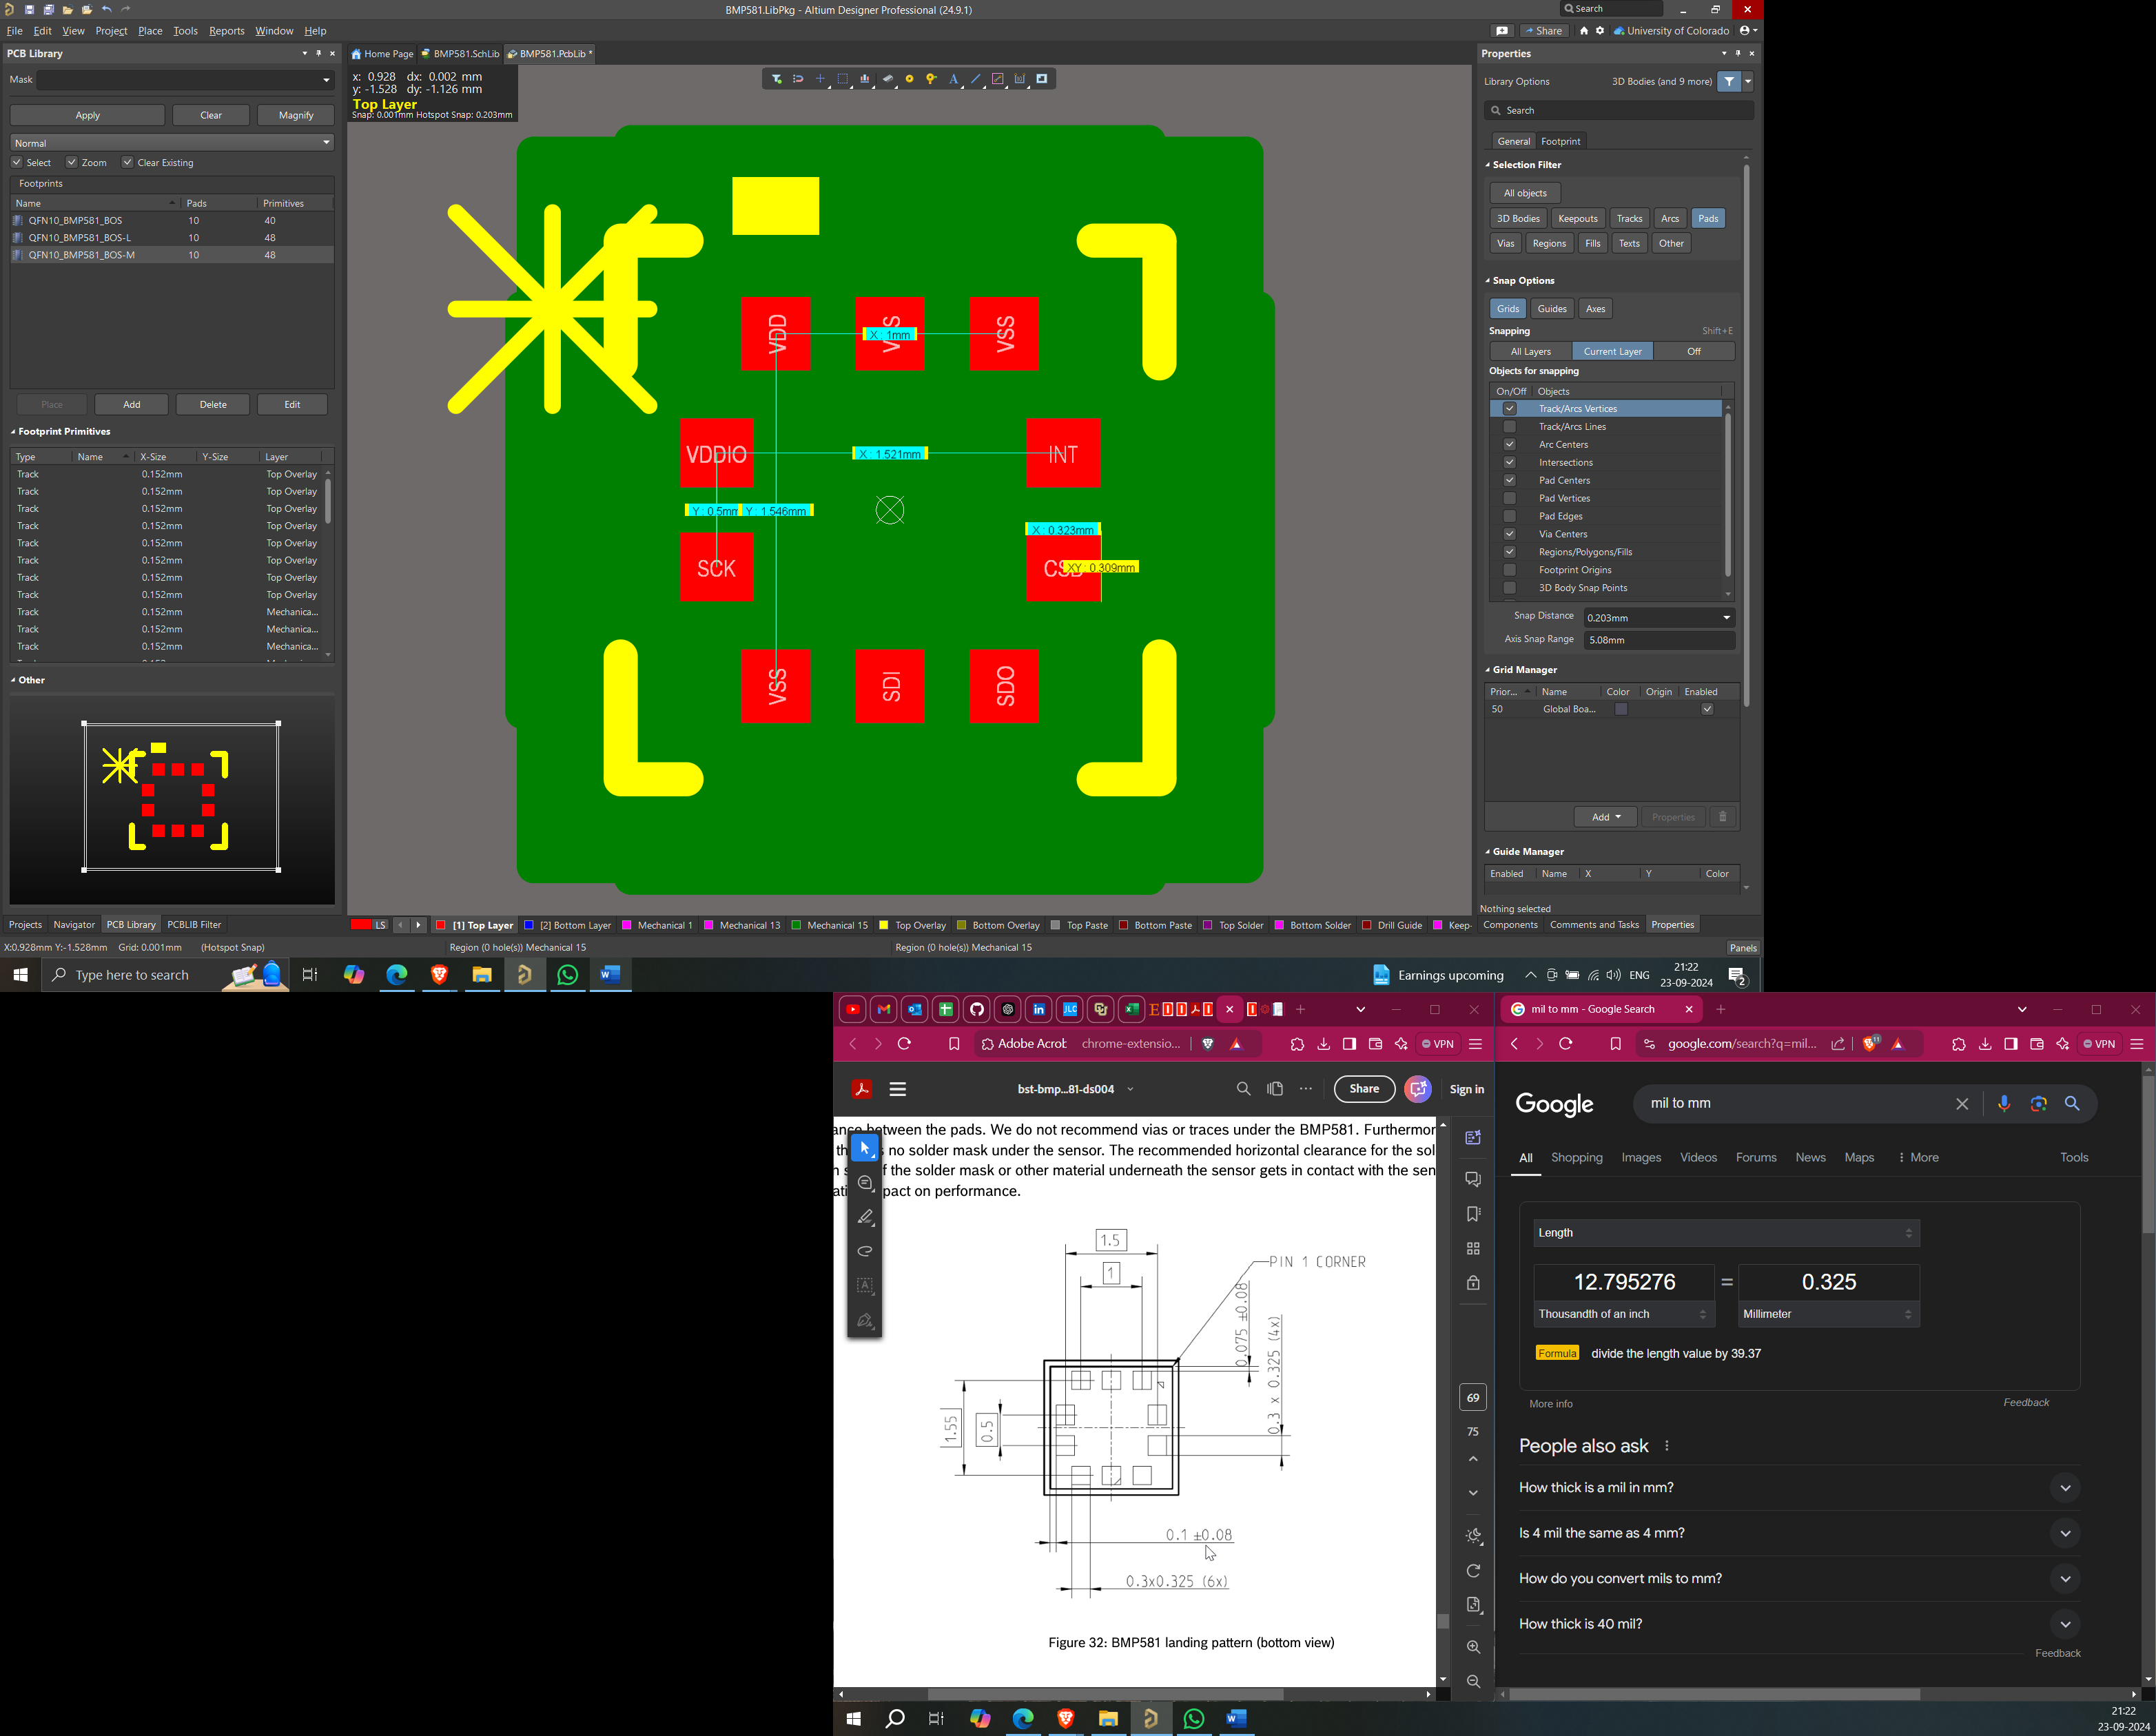 BMP581.LibPkg - Altium Designer Professional (24.9.1)
Search
File Edit View Project Place Tools Reports Window Help
Share
University of Colorado
PCB Library
Mask
Apply Clear Magnify
Normal
Select Zoom Clear Existing
Footprints
Name Pads Primitives
QFN10_BMP581_BOS 10 40
QFN10_BMP581_BOS-L 10 48
QFN10_BMP581_BOS-M 10 48
Place Add Delete Edit
Footprint Primitives
Type Name X-Size Y-Size Layer
Track 0.152mm Top Overlay
Track 0.152mm Top Overlay
Track 0.152mm Top Overlay
Track 0.152mm Top Overlay
Track 0.152mm Top Overlay
Track 0.152mm Top Overlay
Track 0.152mm Top Overlay
Track 0.152mm Top Overlay
Track 0.152mm Mechanica...
Track 0.152mm Mechanica...
Track 0.152mm Mechanica...
Other
Projects Navigator PCB Library PCBLIB Filter
Home Page BMP581.SchLib BMP581.PcbLib *
x: 0.928 dx: 0.002 mm
y: -1.528 dy: -1.126 mm
Top Layer
Snap: 0.001mm Hotspot Snap: 0.203mm
VDD VSS VSS
X : 1mm
VDDIO INT
X : 1.521mm
Y : 0.5mm Y : 1.546mm
X : 0.323mm
SCK CSB
XY : 0.309mm
VSS SDI SDO
LS [1] Top Layer [2] Bottom Layer Mechanical 1 Mechanical 13 Mechanical 15 Top Overlay Bottom Overlay Top Paste Bottom Paste Top Solder Bottom Solder Drill Guide Keep-
Properties
Library Options 3D Bodies (and 9 more)
Search
General Footprint
Selection Filter
All objects
3D Bodies Keepouts Tracks Arcs Pads
Vias Regions Fills Texts Other
Snap Options
Grids Guides Axes
Snapping Shift+E
All Layers Current Layer Off
Objects for snapping
On/Off Objects
Track/Arcs Vertices
Track/Arcs Lines
Arc Centers
Intersections
Pad Centers
Pad Vertices
Pad Edges
Via Centers
Regions/Polygons/Fills
Footprint Origins
3D Body Snap Points
Snap Distance 0.203mm
Axis Snap Range 5.08mm
Grid Manager
Prior... Name Color Origin Enabled
50 Global Boa...
Add Properties
Guide Manager
Enabled Name X Y Color
Nothing selected
Components Comments and Tasks Properties
X:0.928mm Y:-1.528mm Grid: 0.001mm (Hotspot Snap) Region (0 hole(s)) Mechanical 15 Region (0 hole(s)) Mechanical 15 Panels
Type here to search
Earnings upcoming
ENG
21:22
23-09-2024
2
JLC
Adobe Acrob chrome-extensio... VPN
bst-bmp...81-ds004
Share
Sign in
between the pads. We do not recommend vias or traces under the BMP581. Furthermor
no solder mask under the sensor. The recommended horizontal clearance for the sol
f the solder mask or other material underneath the sensor gets in contact with the sen
pact on performance.
1.5
1
PIN 1 CORNER
0.075 ±0.08
0.3 x 0.325 (4x)
1.55
0.5
0.1 ±0.08
0.3x0.325 (6x)
Figure 32: BMP581 landing pattern (bottom view)
69
75
mil to mm - Google Search
google.com/search?q=mil... 11 VPN
Google
mil to mm
All Shopping Images Videos Forums News Maps More Tools
Length
12.795276 = 0.325
Thousandth of an inch Millimeter
Formula divide the length value by 39.37
More info Feedback
People also ask
How thick is a mil in mm?
Is 4 mil the same as 4 mm?
How do you convert mils to mm?
How thick is 40 mil?
Feedback
21:22
23-09-2024